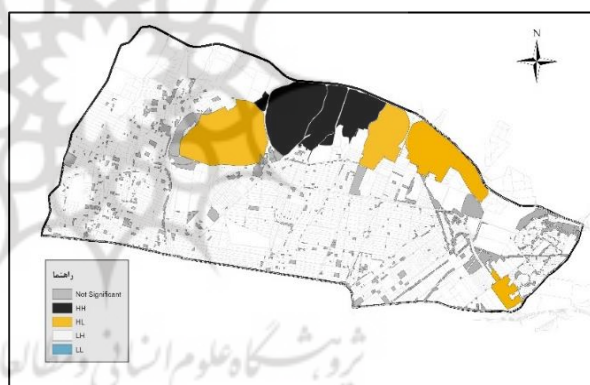 N
راهنما
Not Significant
HH
HL
LH
LL
پژوهشگاه علوم انسانی و مطالعا